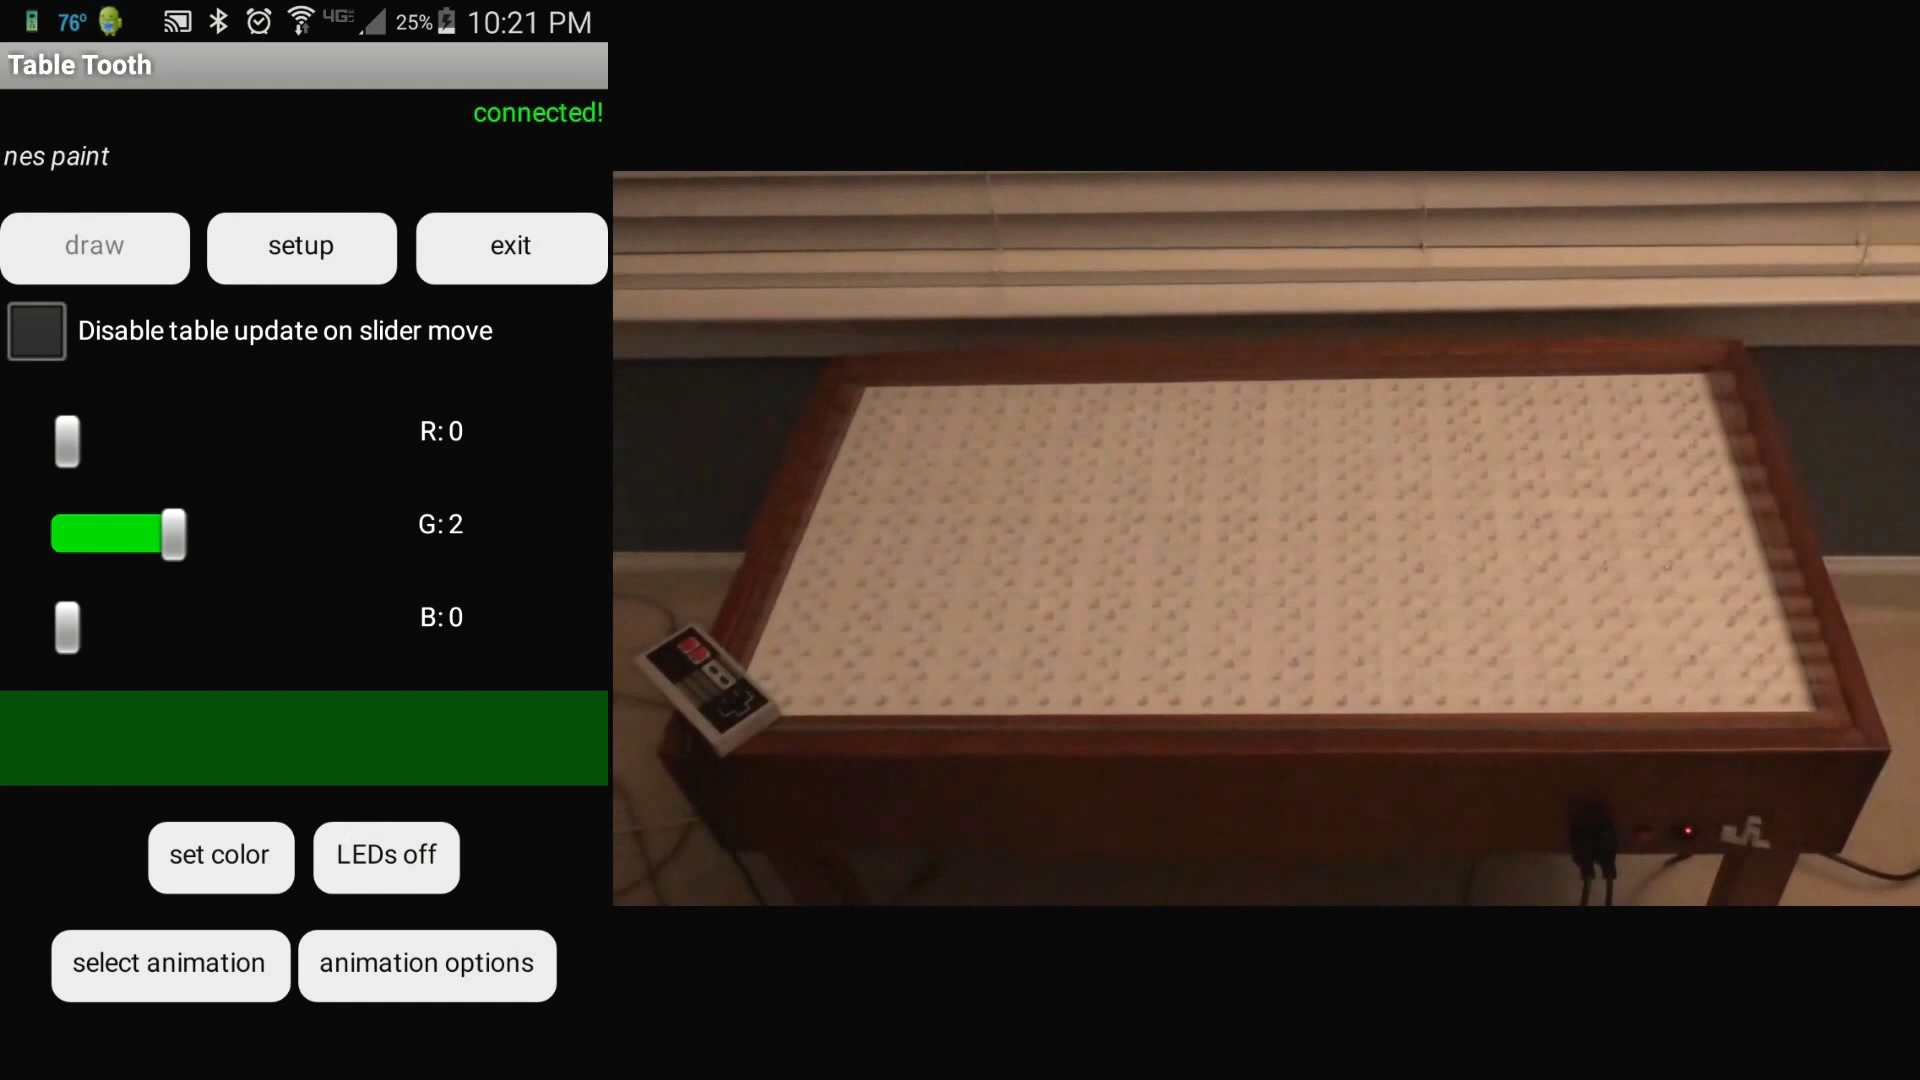 76° 4G 25% 10:21 PM
Table Tooth
connected!
nes paint
draw setup exit
Disable table update on slider move
R: 0
G: 2
B: 0
set color LEDs off
select animation animation options